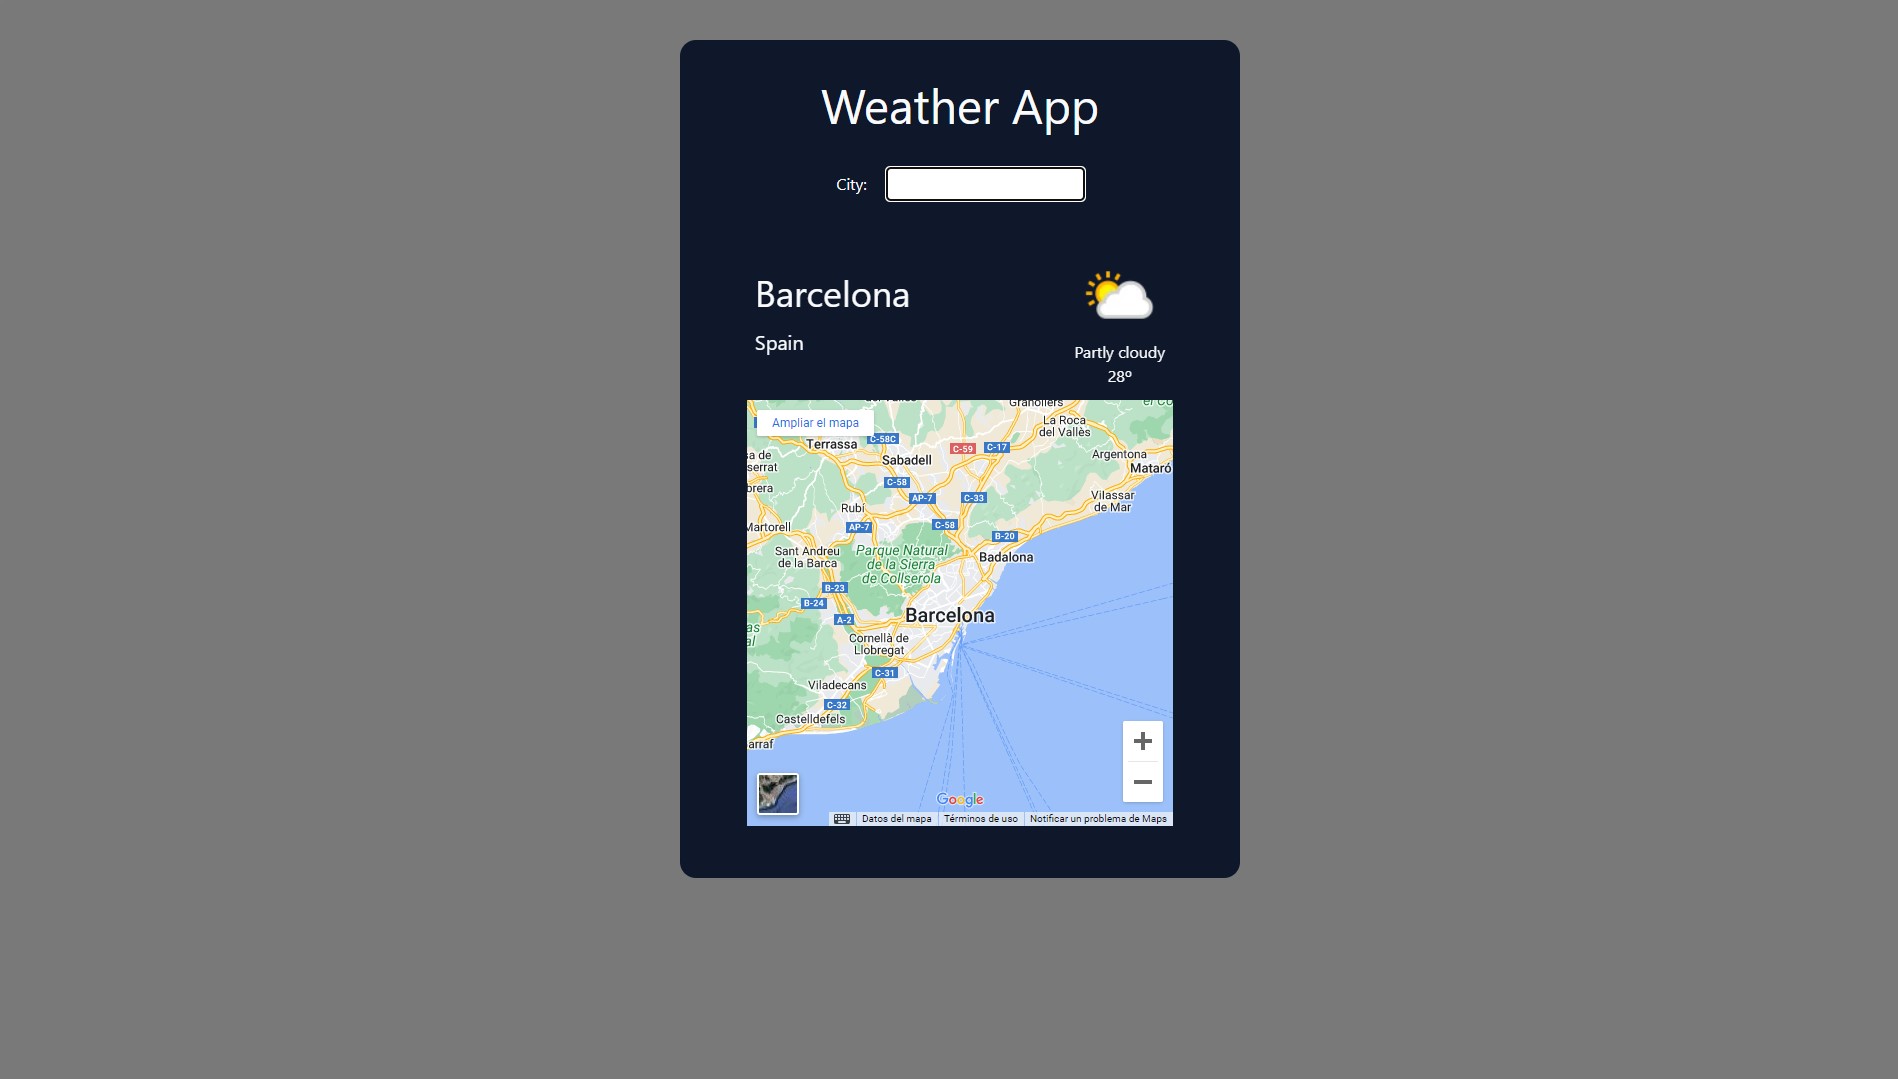 Weather App
City:
Barcelona
Spain
Partly cloudy
28º
Ampliar el mapa
Granollers
La Roca
del Vallès
C-58C
Terrassa
C-59
C-17
Sabadell
Argentona
Mataró
C-58
AP-7
C-33
Vilassar
de Mar
Rubí
AP-7
C-58
Martorell
B-20
Sant Andreu
de la Barca
Parque Natural
de la Sierra
de Collserola
Badalona
B-23
B-24
A-2
Barcelona
Cornellà de
Llobregat
C-31
Viladecans
C-32
Castelldefels
Google
Datos del mapa
Términos de uso
Notificar un problema de Maps